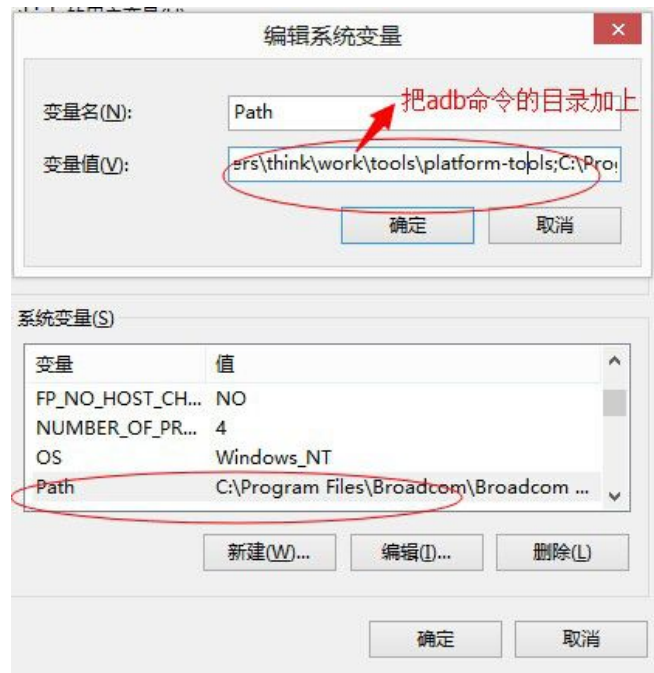 编辑系统变量
把adb命令的目录加上
变量名(N):
Path
变量值(V):
ers\think\work\tools\platform-tools;C:\Prog
确定
取消
系统变量(S)
变量 值
FP_NO_HOST_CH... NO
NUMBER_OF_PR... 4
OS Windows_NT
Path C:\Program Files\Broadcom\Broadcom ...
新建(W)... 编辑(I)... 删除(L)
确定 取消